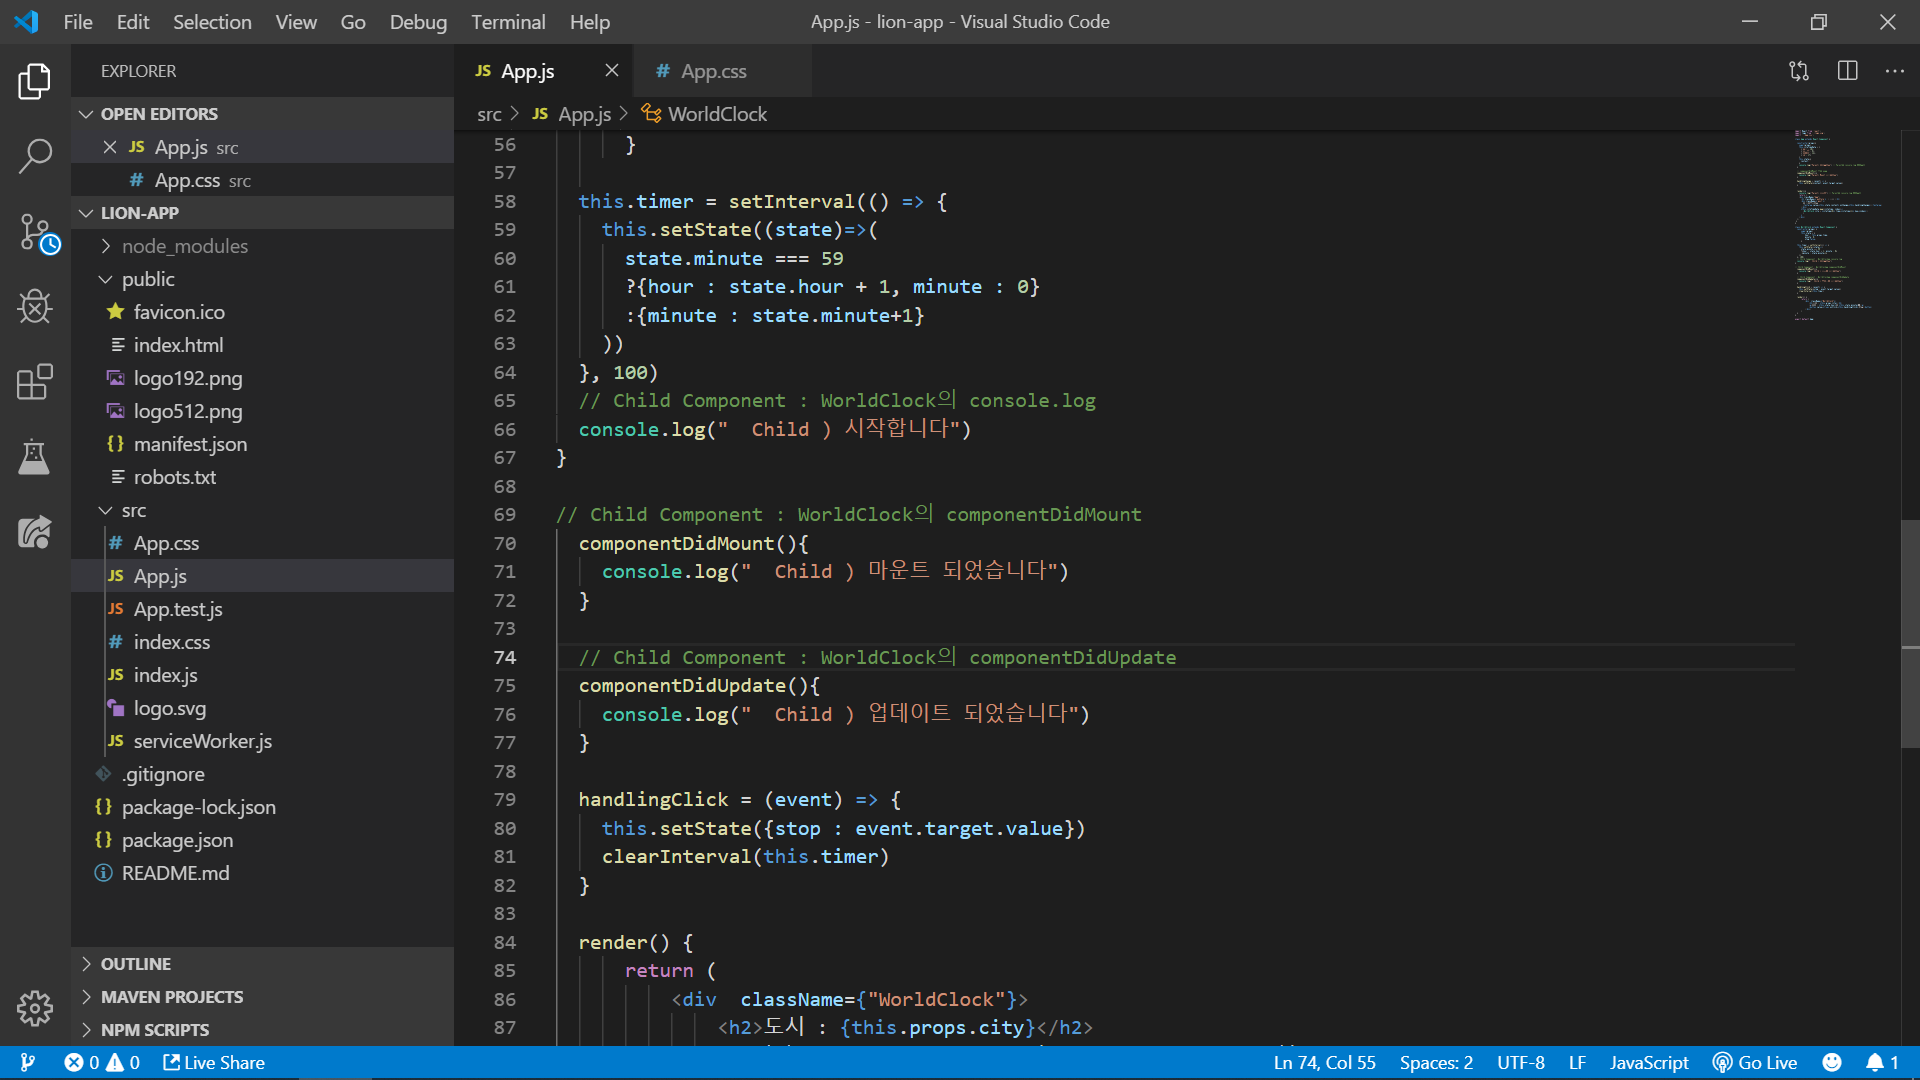 File Edit Selection View Go Debug Terminal Help
App.js - lion-app - Visual Studio Code
EXPLORER
OPEN EDITORS
JS App.js src
# App.css src
LION-APP
node_modules
public
favicon.ico
index.html
logo192.png
logo512.png
{} manifest.json
robots.txt
src
# App.css
JS App.js
JS App.test.js
# index.css
JS index.js
logo.svg
JS serviceWorker.js
.gitignore
{} package-lock.json
{} package.json
README.md
OUTLINE
MAVEN PROJECTS
NPM SCRIPTS
JS App.js
# App.css
src > JS App.js > WorldClock
56 }
57
58 this.timer = setInterval(() => {
59 this.setState((state)=>(
60 state.minute === 59
61 ?{hour : state.hour + 1, minute : 0}
62 :{minute : state.minute+1}
63 ))
64 }, 100)
65 // Child Component : WorldClock의 console.log
66 console.log("  Child ) 시작합니다")
67 }
68
69 // Child Component : WorldClock의 componentDidMount
70 componentDidMount(){
71 console.log("  Child ) 마운트 되었습니다")
72 }
73
74 // Child Component : WorldClock의 componentDidUpdate
75 componentDidUpdate(){
76 console.log("  Child ) 업데이트 되었습니다")
77 }
78
79 handlingClick = (event) => {
80 this.setState({stop : event.target.value})
81 clearInterval(this.timer)
82 }
83
84 render() {
85 return (
86 <div  className={"WorldClock"}>
87 <h2>도시 : {this.props.city}</h2>
0 0 Live Share
Ln 74, Col 55 Spaces: 2 UTF-8 LF JavaScript Go Live 1